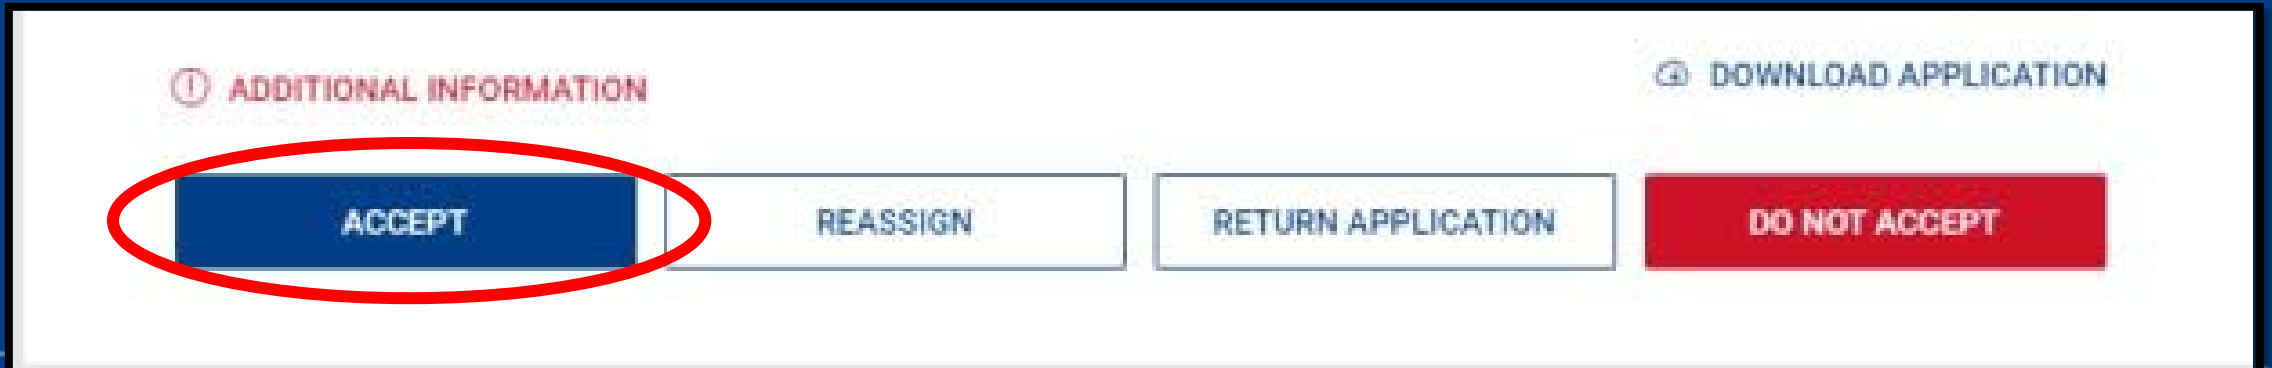 ADDITIONAL INFORMATION
DOWNLOAD APPLICATION
ACCEPT
REASSIGN
RETURN APPLICATION
DO NOT ACCEPT